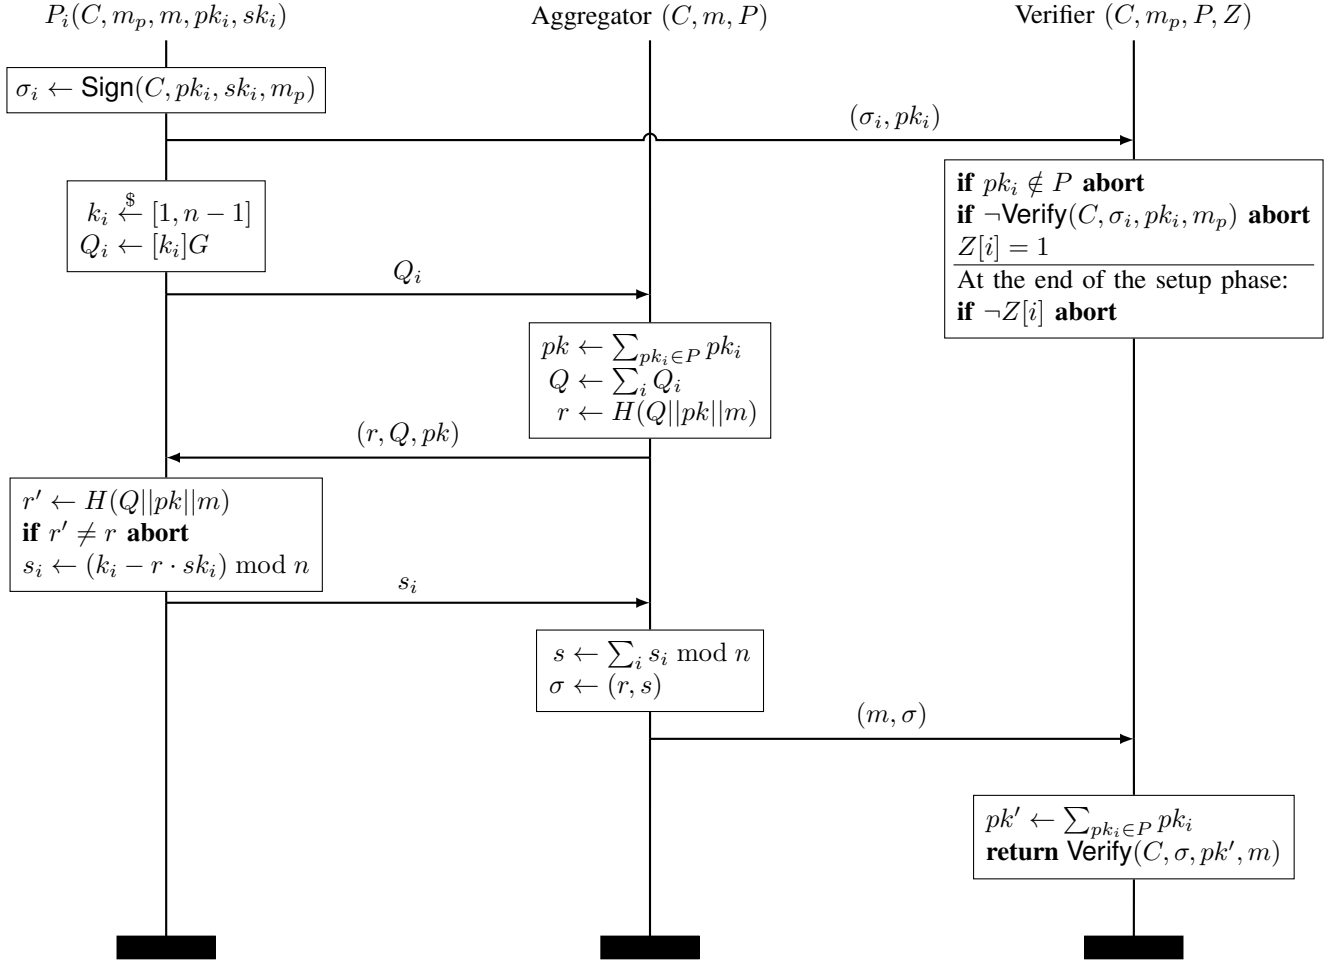 P_i(C, m_p, m, pk_i, sk_i)
Aggregator (C, m, P)
Verifier (C, m_p, P, Z)
σ_i ← Sign(C, pk_i, sk_i, m_p)
(σ_i, pk_i)
if pk_i ∉ P abort
if ¬Verify(C, σ_i, pk_i, m_p) abort
Z[i] = 1
At the end of the setup phase:
if ¬Z[i] abort
k_i ←$ [1, n − 1]
Q_i ← [k_i]G
Q_i
pk ← ∑_{pk_i∈P} pk_i
Q ← ∑_i Q_i
r ← H(Q||pk||m)
(r, Q, pk)
r′ ← H(Q||pk||m)
if r′ ≠ r abort
s_i ← (k_i − r · sk_i) mod n
s_i
s ← ∑_i s_i mod n
σ ← (r, s)
(m, σ)
pk′ ← ∑_{pk_i∈P} pk_i
return Verify(C, σ, pk′, m)